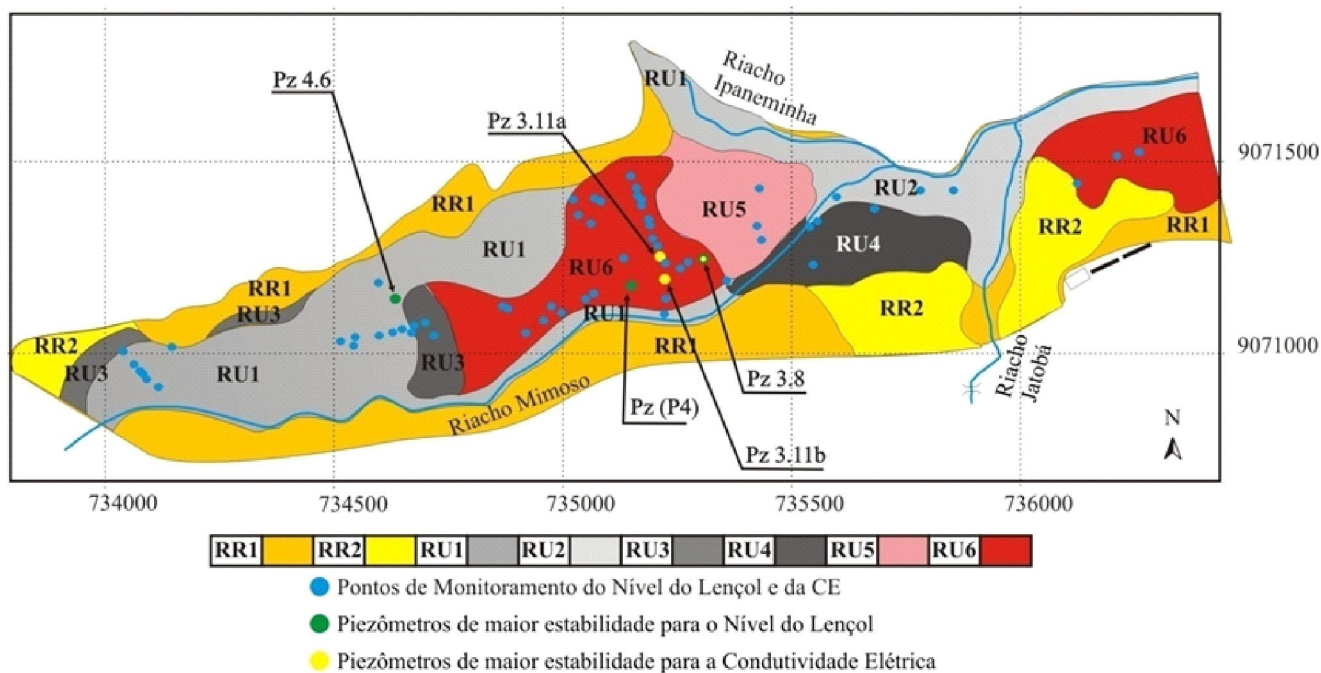 Riacho
Ipaneminha
RU1
Pz 4.6
Pz 3.11a
RU6
9071500
RU2
RU5
RR1
RR2
RR1
RU1
RU4
RU6
RR1
RU3
RU1
RR2
RR2
RU3
RU3
RR1
9071000
RU1
Riacho Mimoso
Pz 3.8
Riacho
Jatobá
Pz (P4)
N
Pz 3.11b
734000 734500 735000 735500 736000
RR1 RR2 RU1 RU2 RU3 RU4 RU5 RU6
Pontos de Monitoramento do Nível do Lençol e da CE
Piezômetros de maior estabilidade para o Nível do Lençol
Piezômetros de maior estabilidade para a Condutividade Elétrica